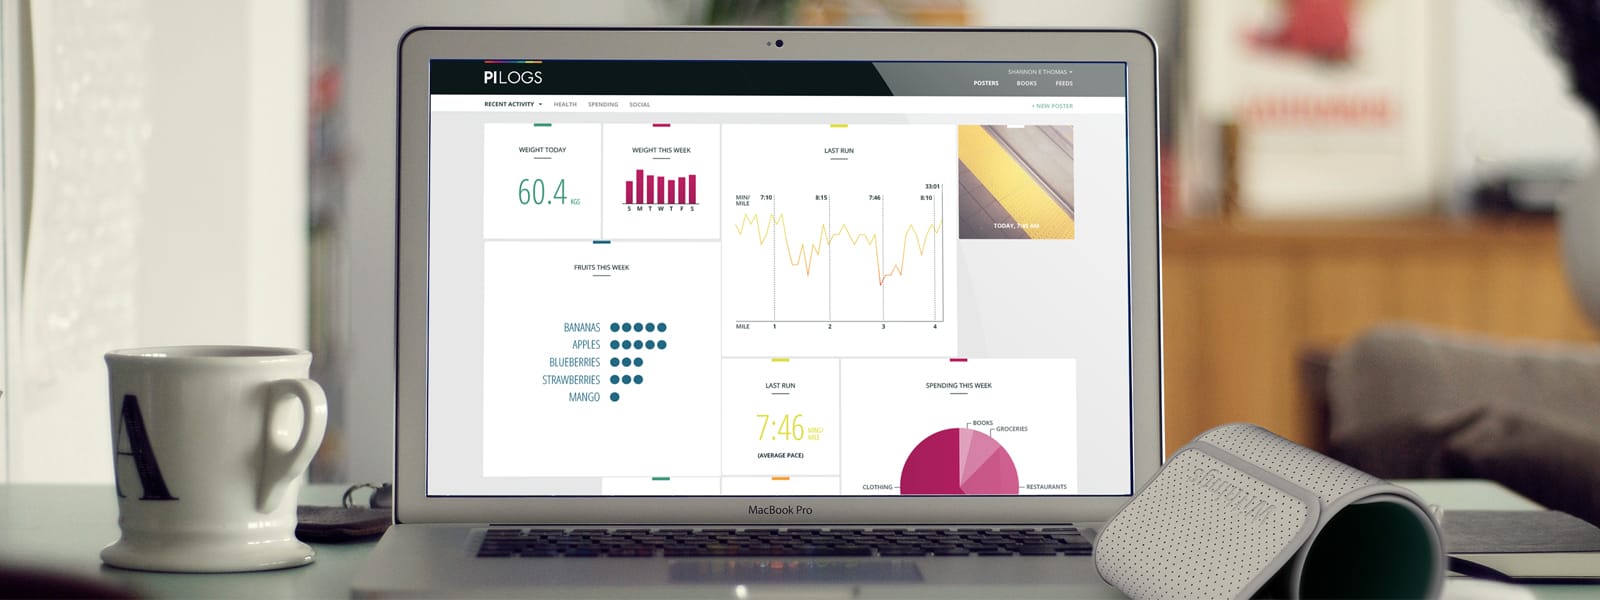 PILOGS
SHANNON E THOMAS
POSTERS BOOKS FEEDS
RECENT ACTIVITY HEALTH SPENDING SOCIAL
+ NEW POSTER
WEIGHT TODAY
60.4 KGS
WEIGHT THIS WEEK
S M T W T F S
LAST RUN
33:01
MIN/
MILE
7:10 8:15 7:46 8:10
MILE 1 2 3 4
TODAY, 7:45 AM
FRUITS THIS WEEK
BANANAS
APPLES
BLUEBERRIES
STRAWBERRIES
MANGO
LAST RUN
7:46 MINS/
MILE
(AVERAGE PACE)
SPENDING THIS WEEK
BOOKS
GROCERIES
CLOTHING
RESTAURANTS
MacBook Pro
A